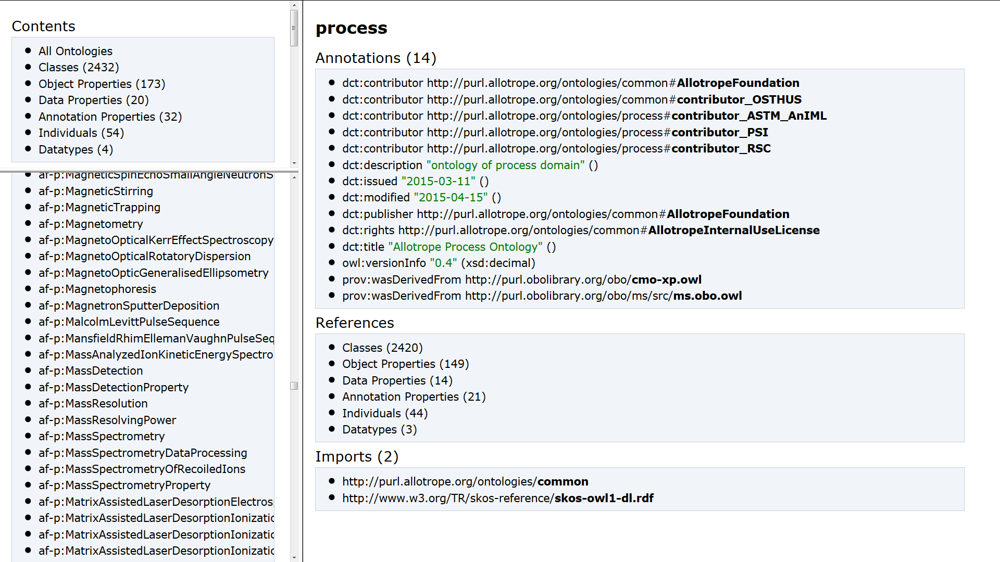 Contents
All Ontologies
Classes (2432)
Object Properties (173)
Data Properties (20)
Annotation Properties (32)
Individuals (54)
Datatypes (4)
af-p:MagneticSpinEchoSmallAngleNeutronS
af-p:MagneticStirring
af-p:MagneticTrapping
af-p:Magnetometry
af-p:MagnetoOpticalKerrEffectSpectroscopy
af-p:MagnetoOpticalRotatoryDispersion
af-p:MagnetoOpticGeneralisedEllipsometry
af-p:Magnetophoresis
af-p:MagnetronSputterDeposition
af-p:MalcolmLevittPulseSequence
af-p:MansfieldRhimEllemanVaughnPulseSeq
af-p:MassAnalyzedIonKineticEnergySpectro
af-p:MassDetection
af-p:MassDetectionProperty
af-p:MassResolution
af-p:MassResolvingPower
af-p:MassSpectrometry
af-p:MassSpectrometryDataProcessing
af-p:MassSpectrometryOfRecoiledIons
af-p:MassSpectrometryProperty
af-p:MatrixAssistedLaserDesorptionElectros
af-p:MatrixAssistedLaserDesorptionIonizatio
af-p:MatrixAssistedLaserDesorptionIonizatio
af-p:MatrixAssistedLaserDesorptionIonizatio
process
Annotations (14)
dct:contributor http://purl.allotrope.org/ontologies/common#AllotropeFoundation
dct:contributor http://purl.allotrope.org/ontologies/common#contributor_OSTHUS
dct:contributor http://purl.allotrope.org/ontologies/process#contributor_ASTM_AnIML
dct:contributor http://purl.allotrope.org/ontologies/process#contributor_PSI
dct:contributor http://purl.allotrope.org/ontologies/process#contributor_RSC
dct:description "ontology of process domain" ()
dct:issued "2015-03-11" ()
dct:modified "2015-04-15" ()
dct:publisher http://purl.allotrope.org/ontologies/common#AllotropeFoundation
dct:rights http://purl.allotrope.org/ontologies/common#AllotropeInternalUseLicense
dct:title "Allotrope Process Ontology" ()
owl:versionInfo "0.4" (xsd:decimal)
prov:wasDerivedFrom http://purl.obolibrary.org/obo/cmo-xp.owl
prov:wasDerivedFrom http://purl.obolibrary.org/obo/ms/src/ms.obo.owl
References
Classes (2420)
Object Properties (149)
Data Properties (14)
Annotation Properties (21)
Individuals (44)
Datatypes (3)
Imports (2)
http://purl.allotrope.org/ontologies/common
http://www.w3.org/TR/skos-reference/skos-owl1-dl.rdf